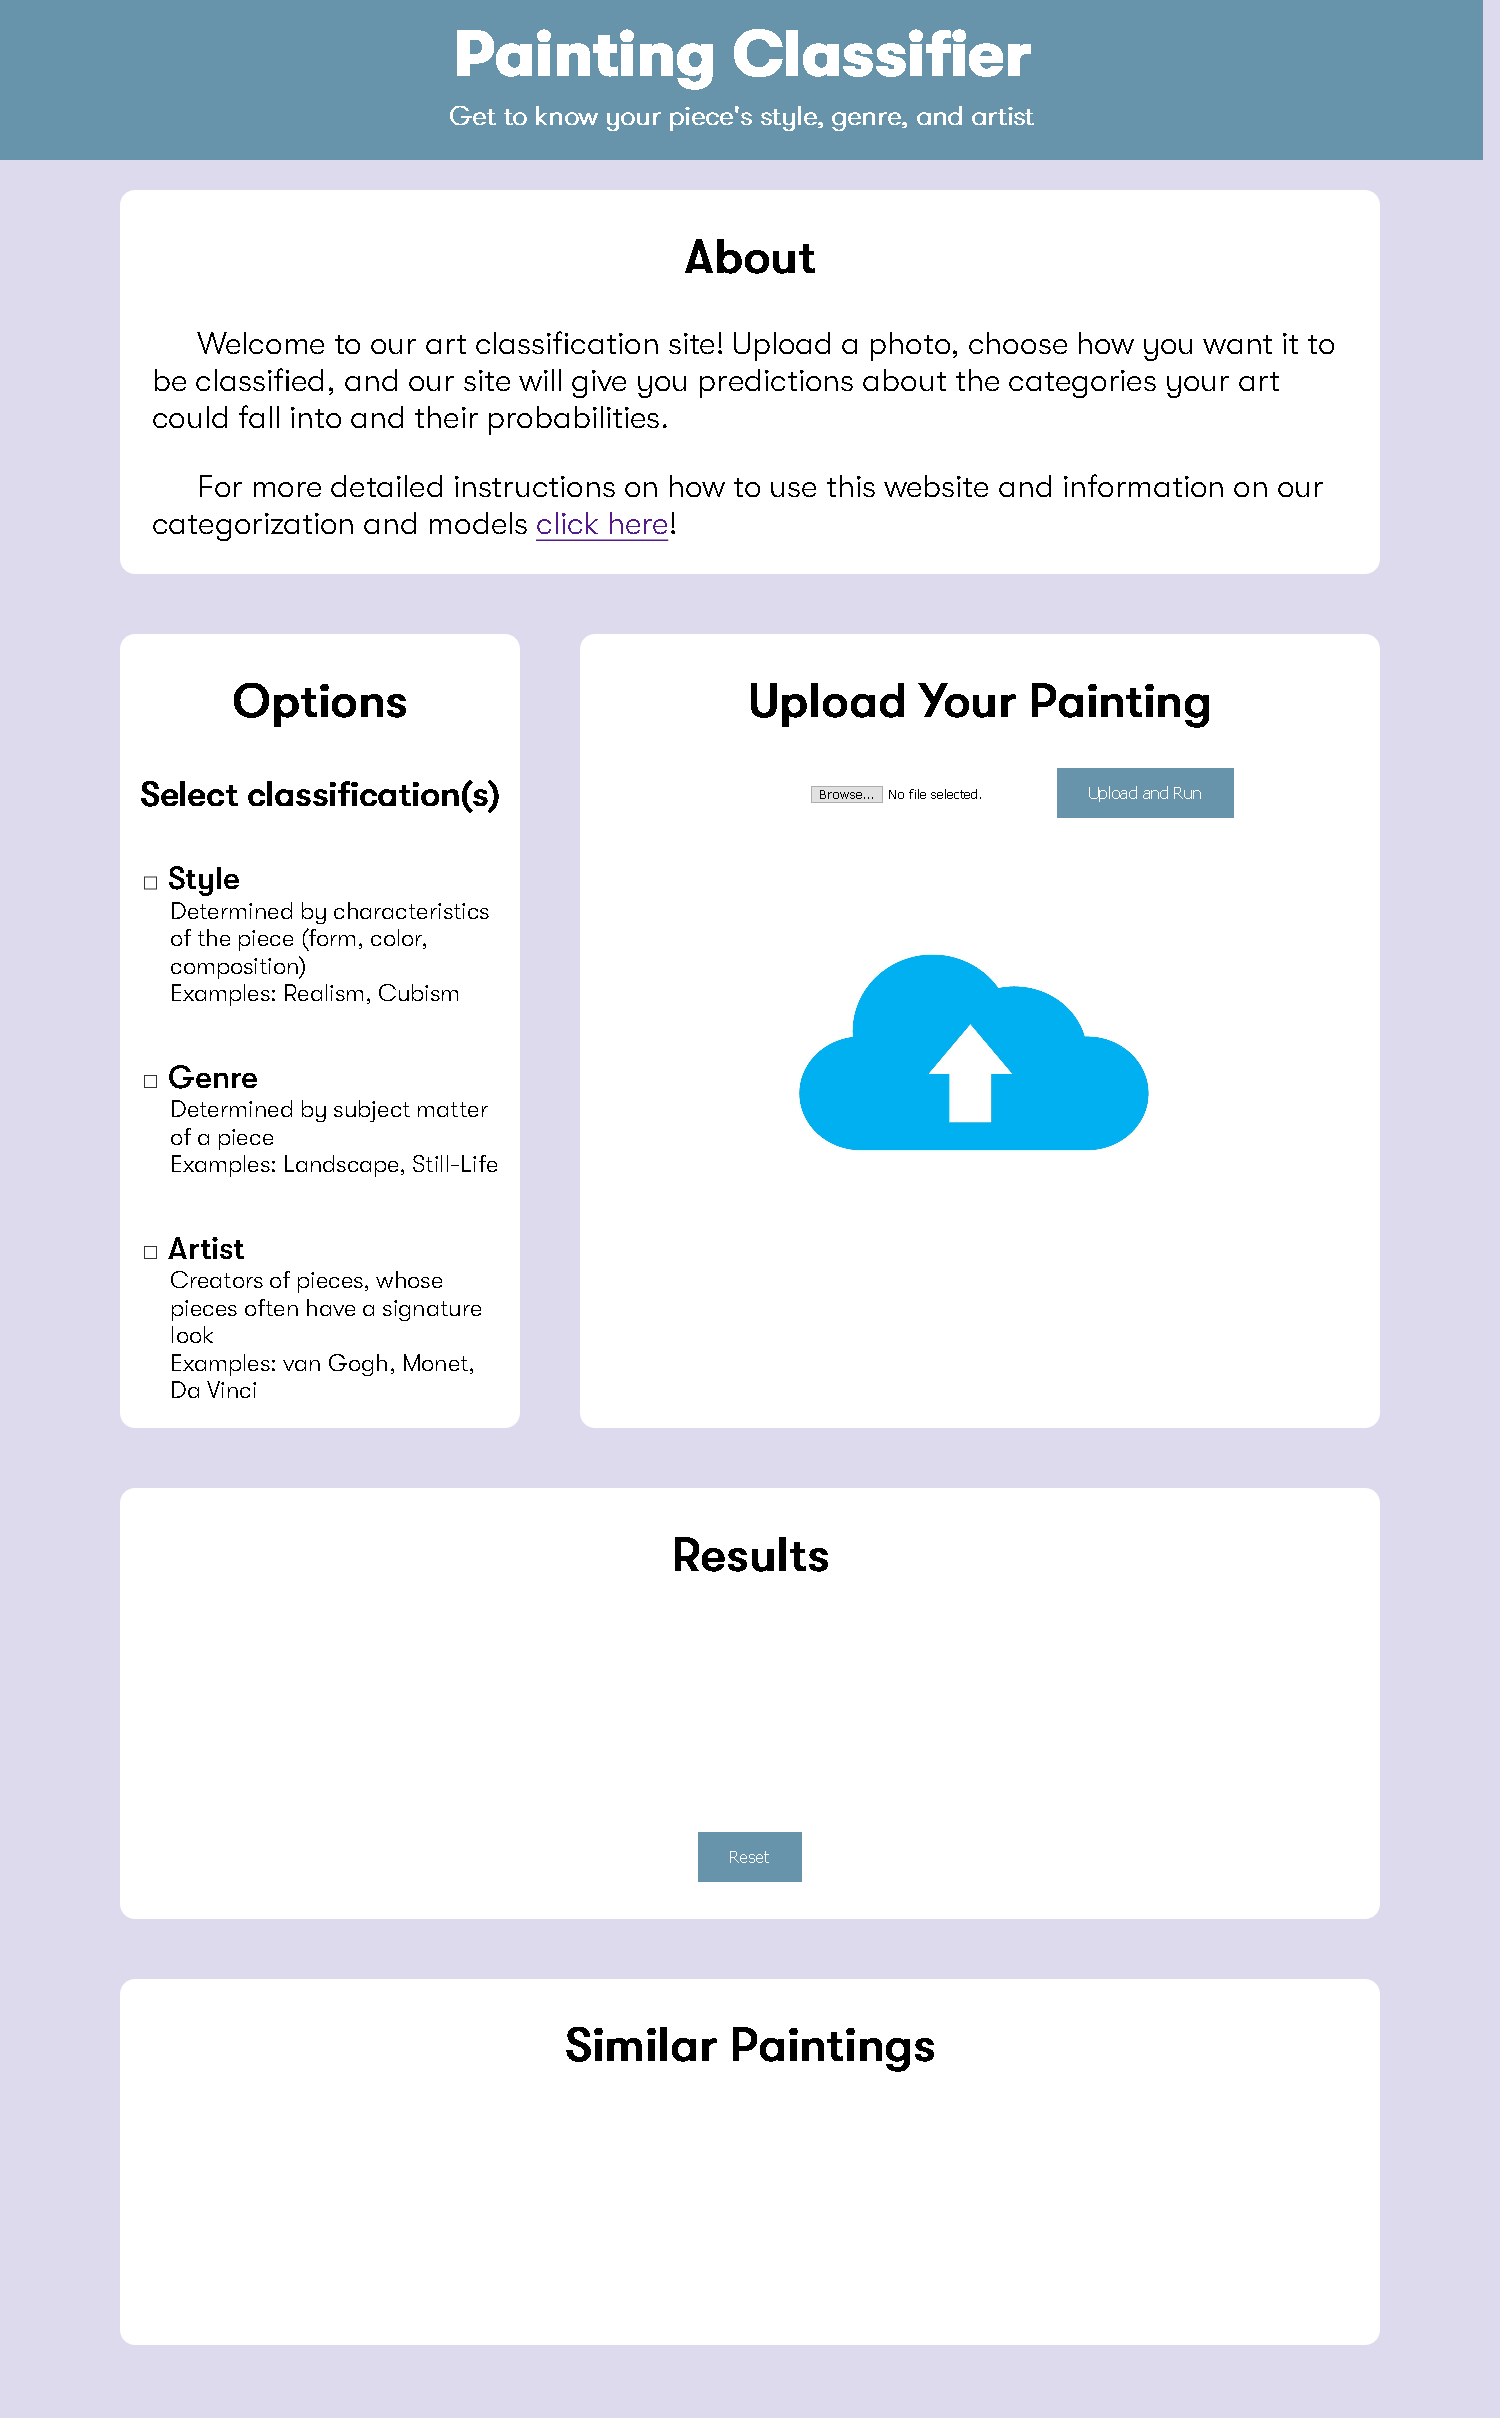 Painting Classifier
Get to know your piece's style, genre, and artist
About
Welcome to our art classification site! Upload a photo, choose how you want it to
be classified, and our site will give you predictions about the categories your art
could fall into and their probabilities.
For more detailed instructions on how to use this website and information on our
categorization and models click here!
Options
Select classification(s)
Style
Determined by characteristics
of the piece (form, color,
composition)
Examples: Realism, Cubism
Genre
Determined by subject matter
of a piece
Examples: Landscape, Still-Life
Artist
Creators of pieces, whose
pieces often have a signature
look
Examples: van Gogh, Monet,
Da Vinci
Upload Your Painting
Browse... No file selected.
Upload and Run
Results
Reset
Similar Paintings